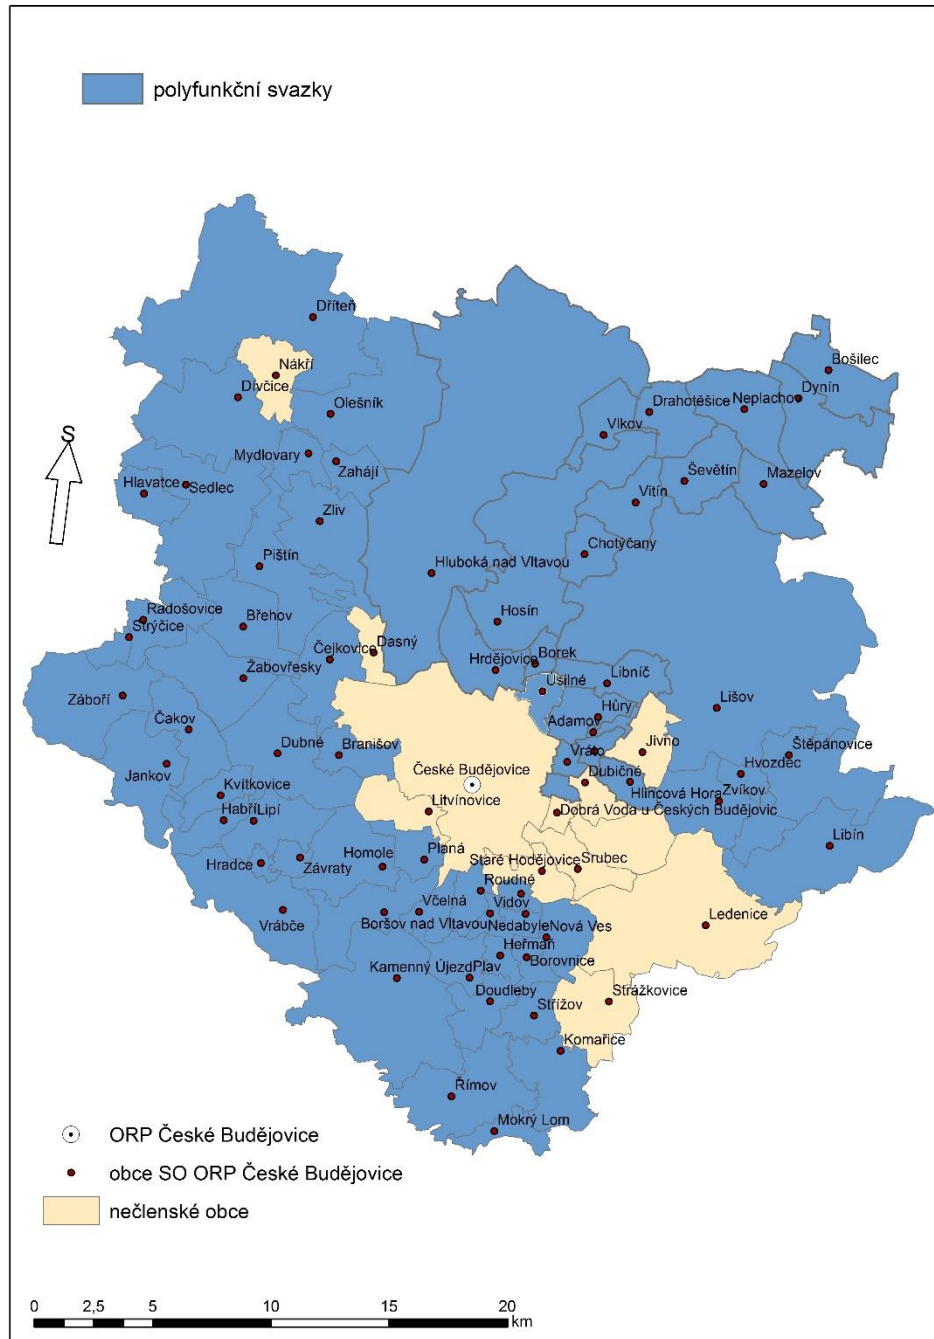 polyfunkční svazky
Dříteň
Nákří
Bošilec
Dívčice
Dynín
Olešník
Drahotěšice
Neplachov
Vlkov
S
Mydlovary
Zahájí
Ševětín
Mazelov
Hlavatce
Sedlec
Vitín
Zliv
Chotýčany
Pištín
Hluboká nad Vltavou
Radošovice
Hosín
Strýčice
Břehov
Čejkovice
Dasný
Hrdějovice
Borek
Žabovřesky
Úsilné
Libníč
Záboří
Hůry
Lišov
Čakov
Adamov
Dubné
Branišov
Vráto
Jivno
Štěpánovice
Jankov
České Budějovice
Dubičné
Hvozdec
Kvítkovice
Hlincová Hora
Zvíkov
Habří
Lipí
Litvínovice
Dobrá Voda u Českých Budějovic
Libín
Hradce
Závraty
Homole
Planá
Staré Hodějovice
Srubec
Roudné
Vrábče
Včelná
Vidov
Ledenice
Boršov nad Vltavou
Nedabyle
Nová Ves
Heřmaň
Borovnice
Kamenný Újezd
Plav
Doudleby
Střížov
Strážkovice
Komařice
Římov
Mokrý Lom
ORP České Budějovice
obce SO ORP České Budějovice
nečlenské obce
0 2,5 5 10 15 20
km